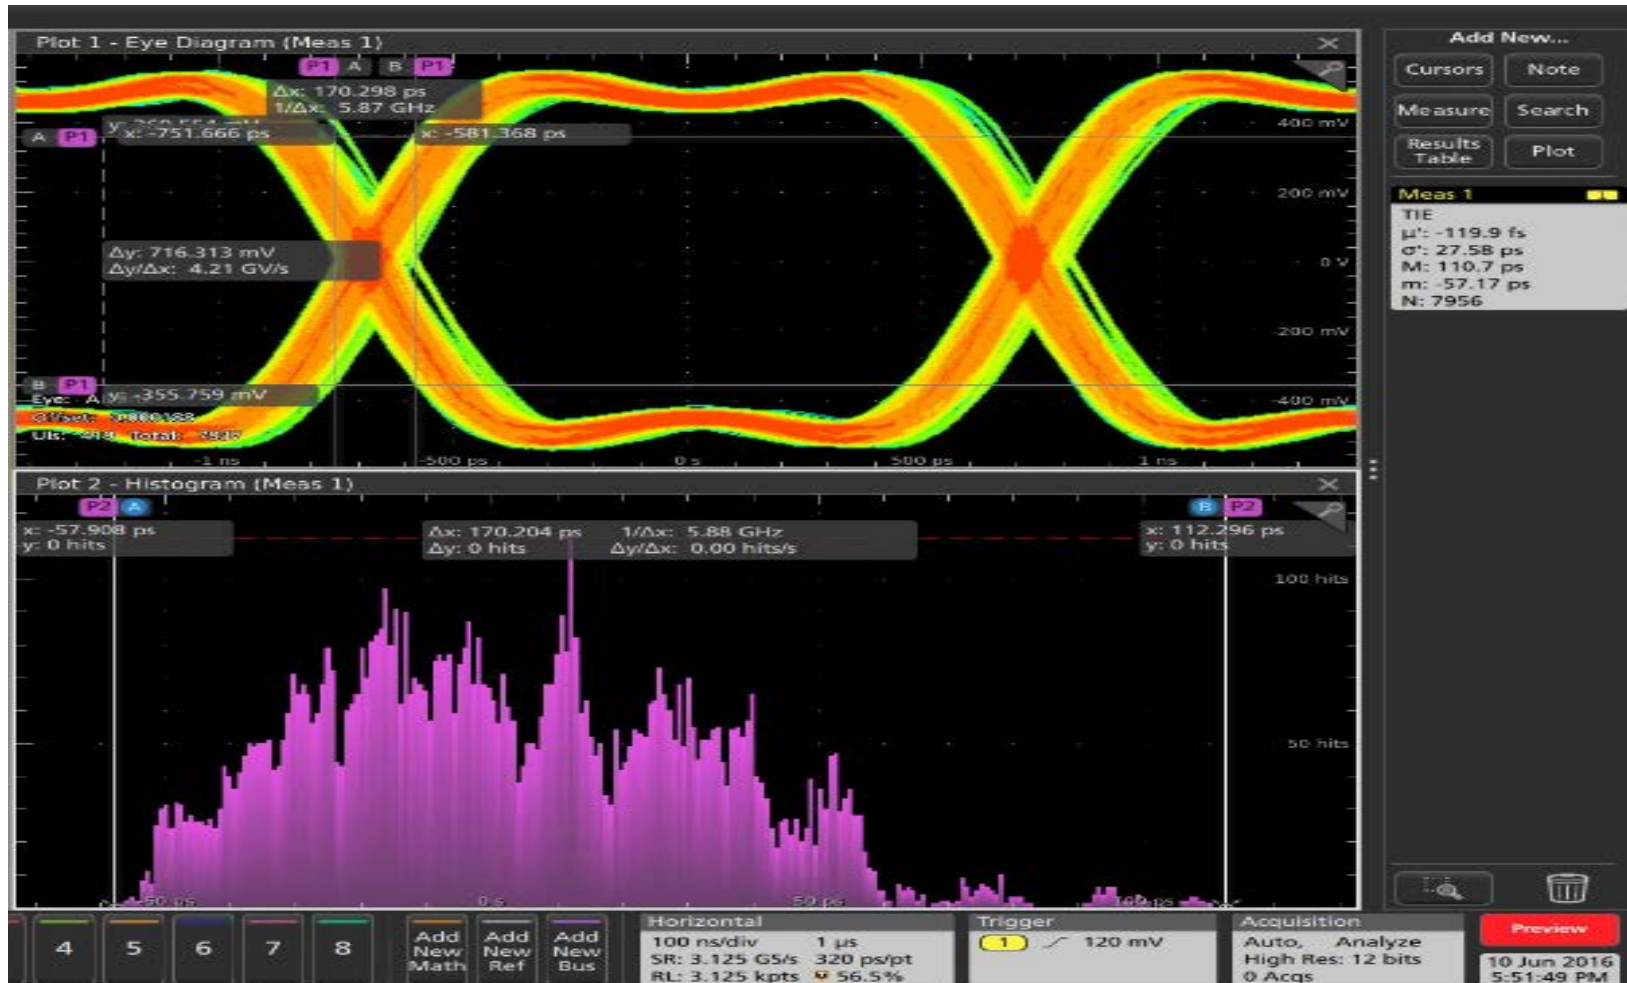 Plot 1 - Eye Diagram (Meas 1)
P1 A B P1
Δx: 170.298 ps
1/Δx: 5.87 GHz
x: -751.666 ps
x: -581.368 ps
A P1
400 mV
200 mV
0 V
-200 mV
-400 mV
Δy: 716.313 mV
Δy/Δx: 4.21 GV/s
B P1
y: -355.759 mV
Eye: A
Offset:
UIs: Total:
-1 ns
-500 ps
0 s
500 ps
1 ns
Plot 2 - Histogram (Meas 1)
P2 A
B P2
x: -57.908 ps
y: 0 hits
Δx: 170.204 ps 1/Δx: 5.88 GHz
Δy: 0 hits Δy/Δx: 0.00 hits/s
x: 112.296 ps
y: 0 hits
100 hits
50 hits
-50 ps
0 s
50 ps
100 ps
Add New...
Cursors
Note
Measure
Search
Results
Table
Plot
Meas 1
1
TIE
μ': -119.9 fs
σ': 27.58 ps
M: 110.7 ps
m: -57.17 ps
N: 7956
4
5
6
7
8
Add
New
Math
Add
New
Ref
Add
New
Bus
Horizontal
100 ns/div 1 µs
SR: 3.125 GS/s 320 ps/pt
RL: 3.125 kpts 56.5%
Trigger
1 120 mV
Acquisition
Auto, Analyze
High Res: 12 bits
0 Acqs
Preview
10 Jun 2016
5:51:49 PM